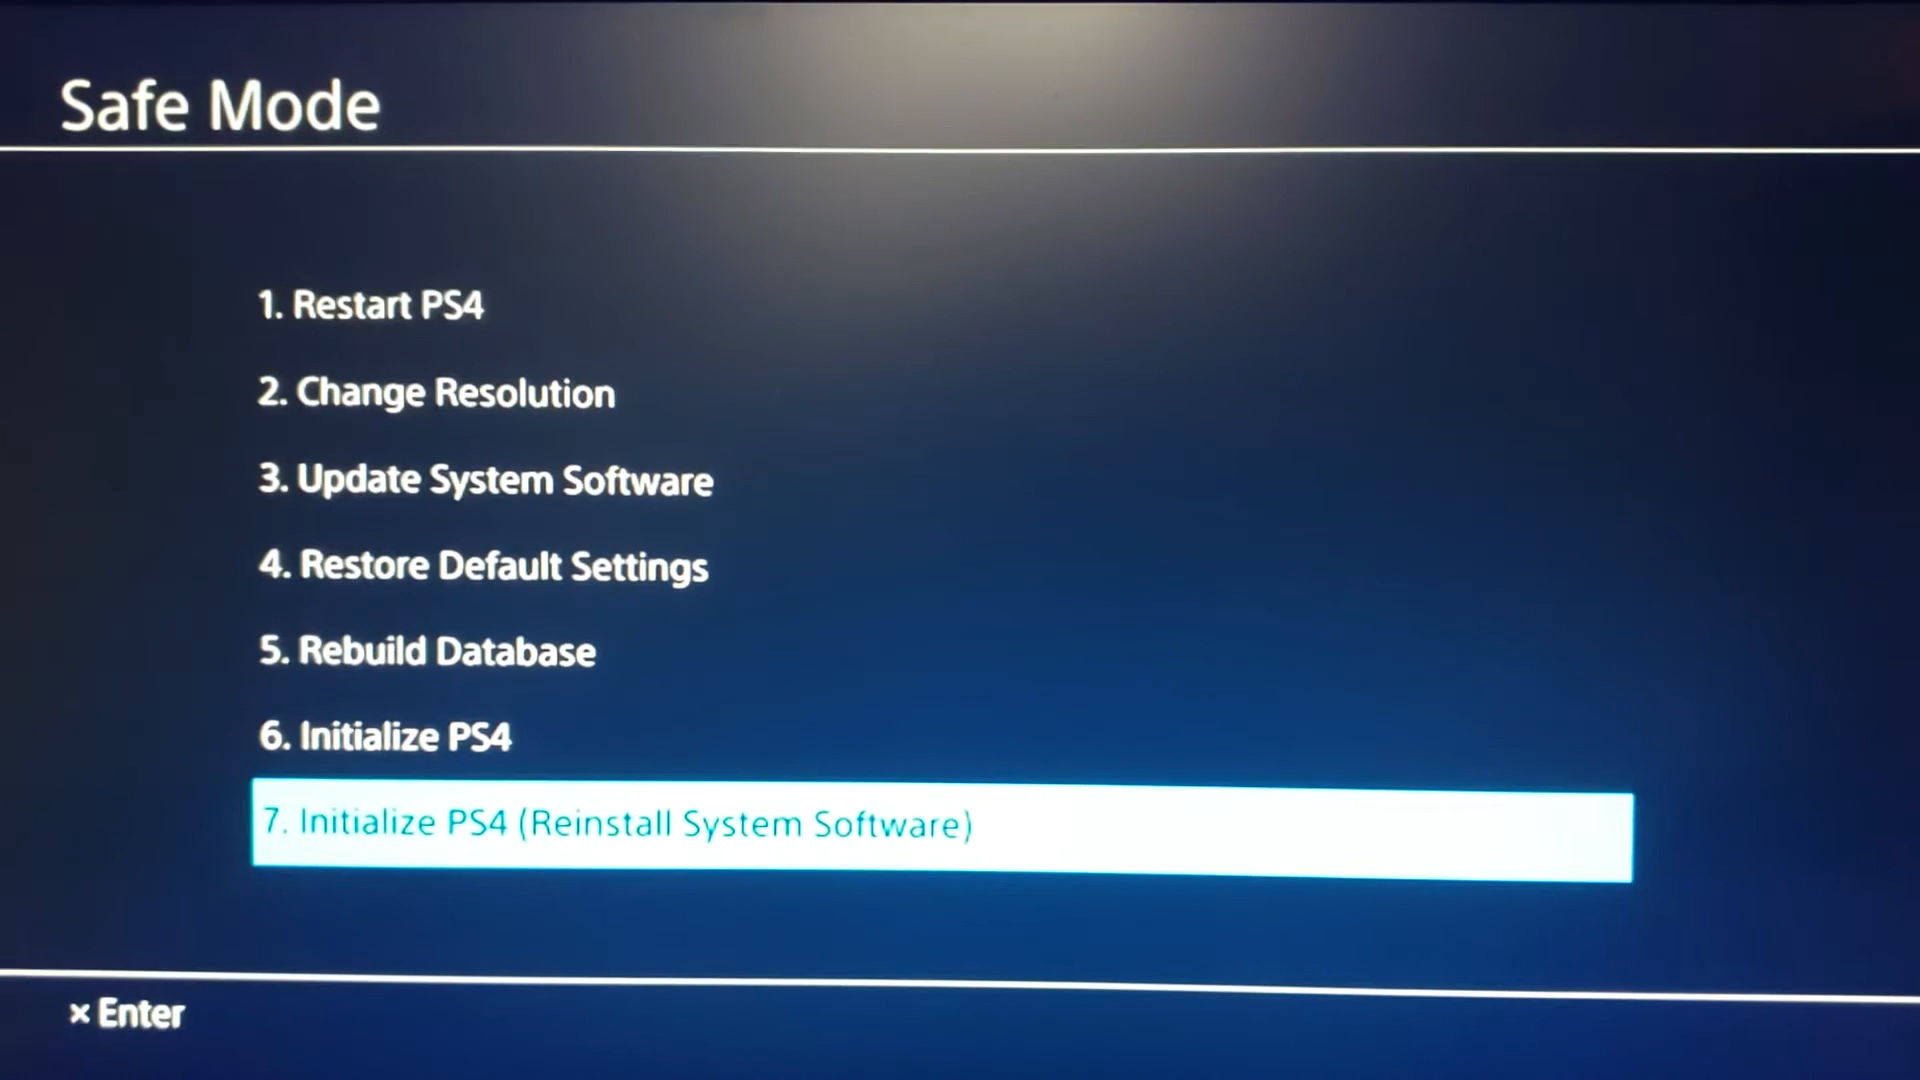 Safe Mode
1. Restart PS4
2. Change Resolution
3. Update System Software
4. Restore Default Settings
5. Rebuild Database
6. Initialize PS4
7. Initialize PS4 (Reinstall System Software)
× Enter